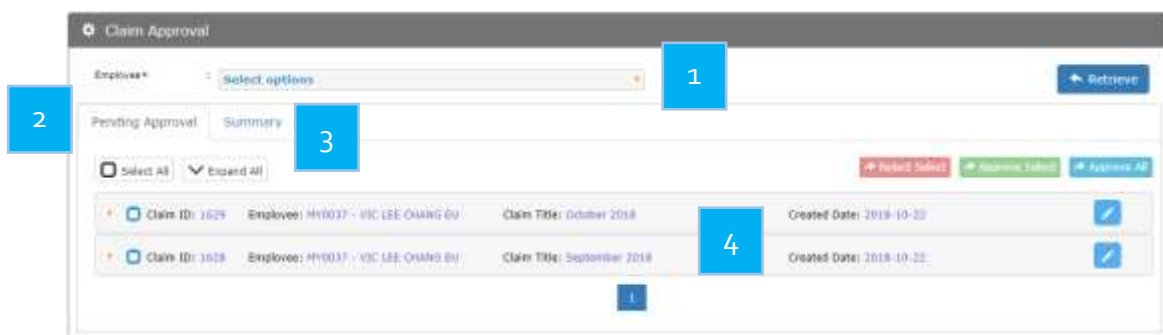 Claim Approval
1
Employee* : Select options
Retrieve
2
Pending Approval Summary
3
Select All Expand All Reject Select Approve Select Approve All
Claim ID: 1629 Employee: MY0037 - VIC LEE CHANG EU Claim Title: October 2018 Created Date: 2018-10-22
4
Claim ID: 1628 Employee: MY0037 - VIC LEE CHANG EU Claim Title: September 2018 Created Date: 2018-10-22
1